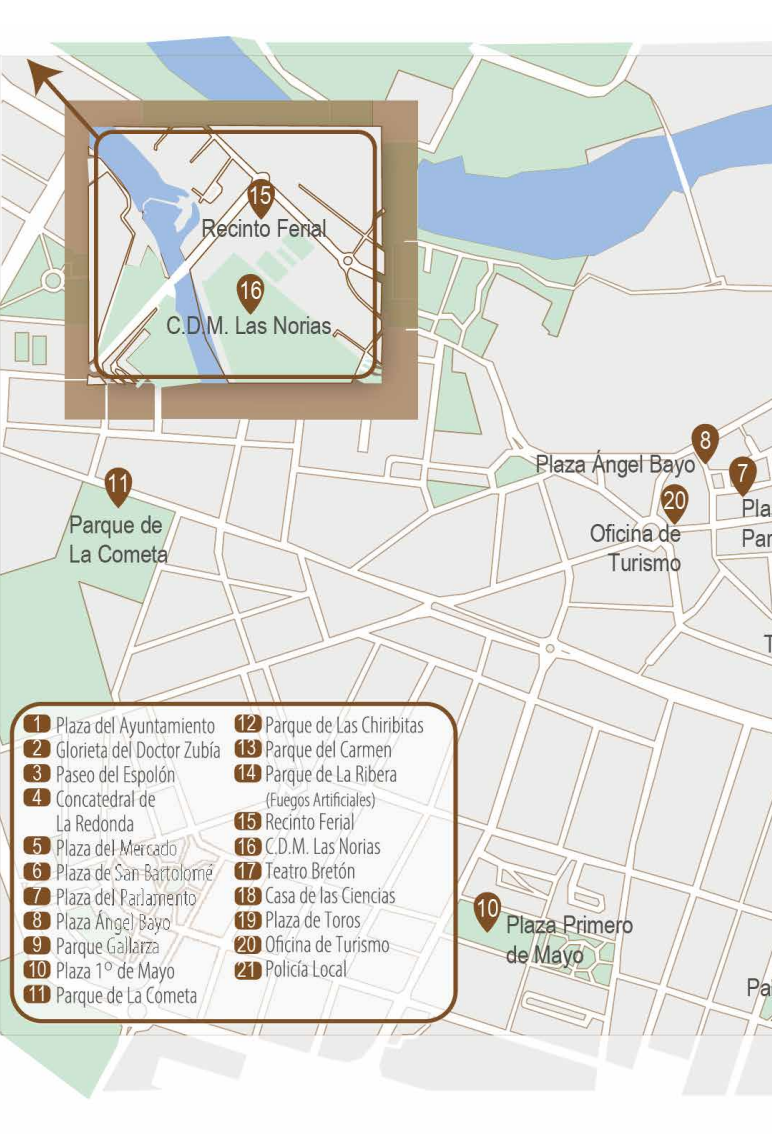 15
Recinto Ferial
16
C.D.M. Las Norias
8
Plaza Ángel Bayo
7
11
20
Pla
Parque de
La Cometa
Oficina de
Turismo
Par
T
1 Plaza del Ayuntamiento
2 Glorieta del Doctor Zubía
3 Paseo del Espolón
4 Concatedral de
La Redonda
5 Plaza del Mercado
6 Plaza de San Bartolomé
7 Plaza del Parlamento
8 Plaza Ángel Bayo
9 Parque Gallarza
10 Plaza 1º de Mayo
11 Parque de La Cometa
12 Parque de Las Chiribitas
13 Parque del Carmen
14 Parque de La Ribera
(Fuegos Artificiales)
15 Recinto Ferial
16 C.D.M. Las Norias
17 Teatro Bretón
18 Casa de las Ciencias
19 Plaza de Toros
20 Oficina de Turismo
21 Policía Local
10
Plaza Primero
de Mayo
Pa